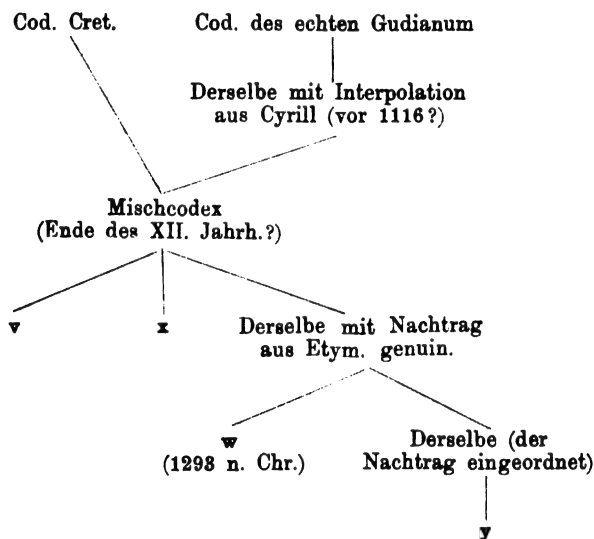 Cod. Cret.
Cod. des echten Gudianum
Derselbe mit Interpolation
aus Cyrill (vor 1116?)
Mischcodex
(Ende des XII. Jahrh.?)
v
x
Derselbe mit Nachtrag
aus Etym. genuin.
w
(1293 n. Chr.)
Derselbe (der
Nachtrag eingeordnet)
y